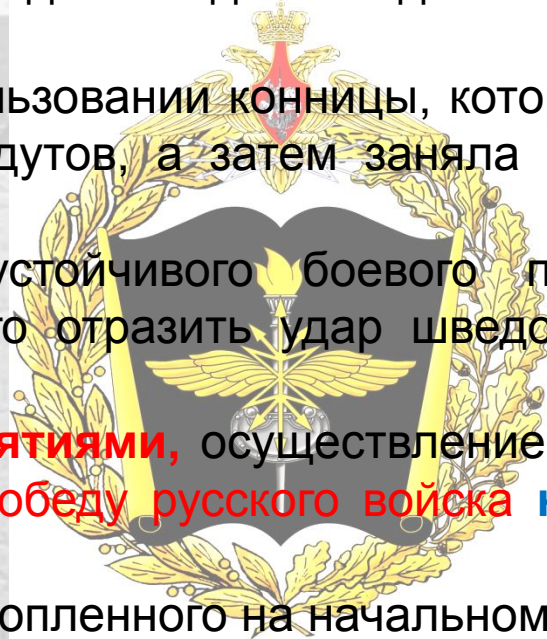 льзовании конницы, кото
дутов, а затем заняла
устойчивого боевого п
го отразить удар шведо
ятиями, осуществление
обеду русского войска
опленного на начальном